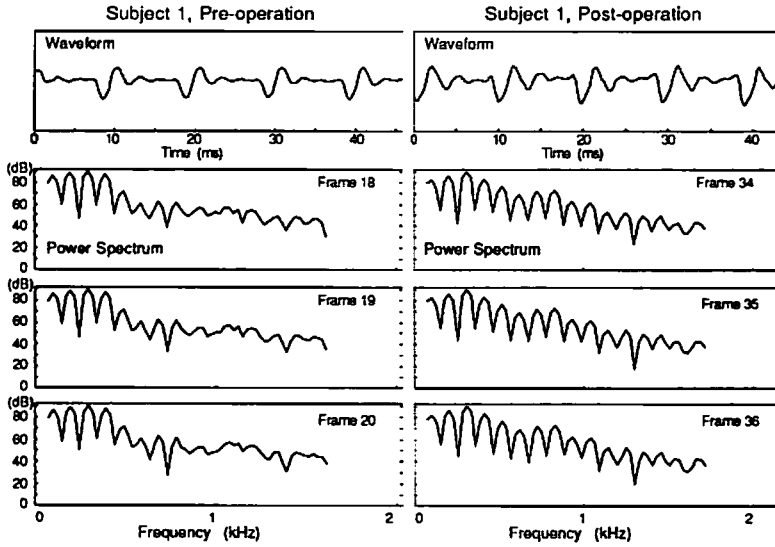 Subject 1, Pre-operation
Subject 1, Post-operation
Waveform
Waveform
0 10 20 30 40
0 10 20 30 40
Time (ms)
Time (ms)
(dB)
80
60
40
20
0
Frame 18
Power Spectrum
Frame 34
Power Spectrum
(dB)
80
60
40
20
0
Frame 19
Frame 35
(dB)
80
60
40
20
0
Frame 20
Frame 36
0 1 2
0 1 2
Frequency (kHz)
Frequency (kHz)